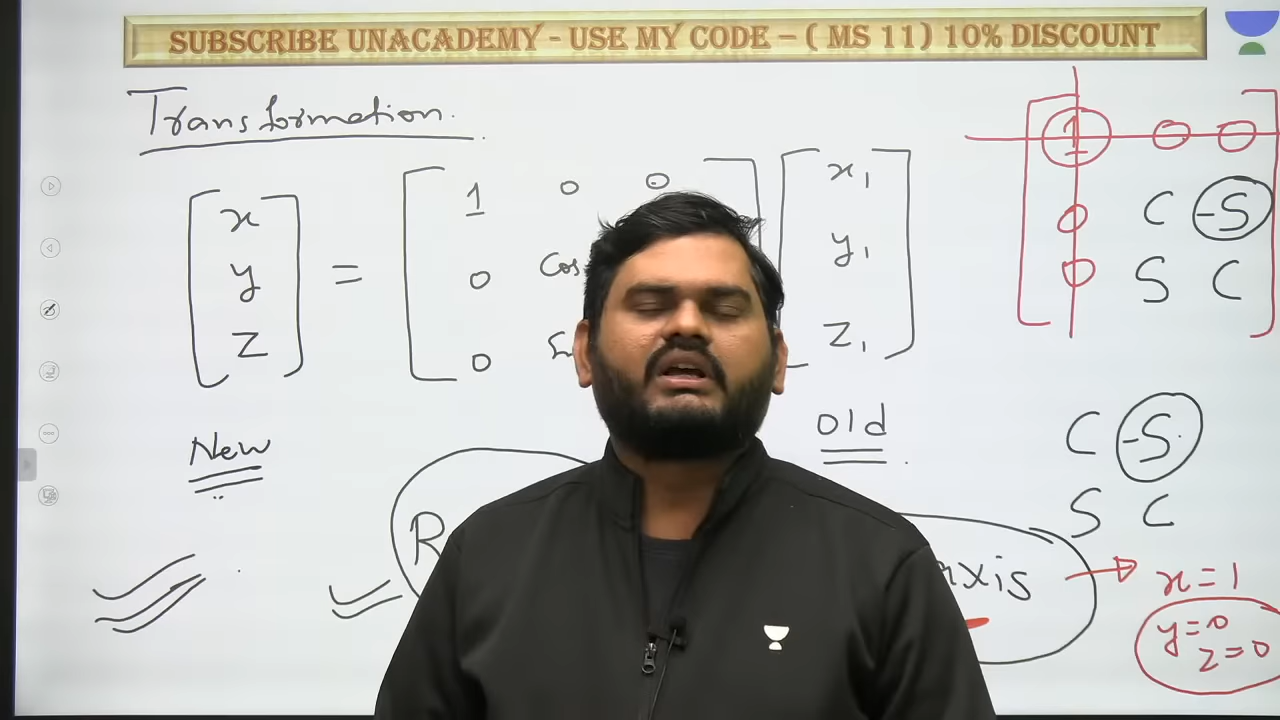 SUBSCRIBE UNACADEMY - USE MY CODE – ( MS 11) 10% DISCOUNT
Transformation.
x
y
z
=
1 0 0
0 Cos
0
x1
y1
z1
1 0 0
0 C -S
0 S C
New
Old
C -S
S C
R
axis → x = 1
y = 0
z = 0